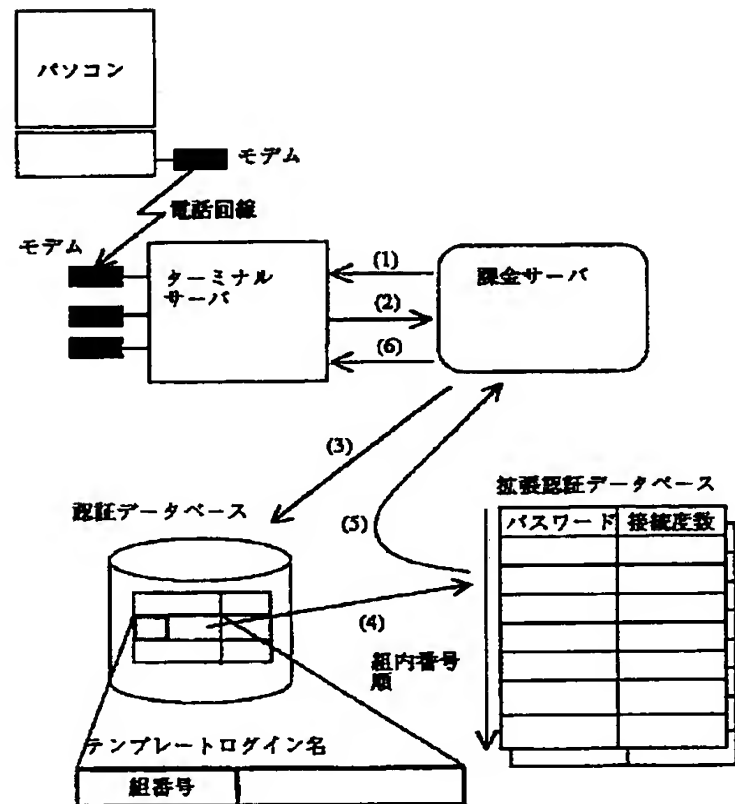 パソコン
モデム
電話回線
モデム
ターミナル
サーバ
(1)
(2)
(6)
課金サーバ
(3)
(5)
認証データベース
拡張認証データベース
パスワード 接続度数
(4)
組内番号
順
テンプレートログイン名
組番号